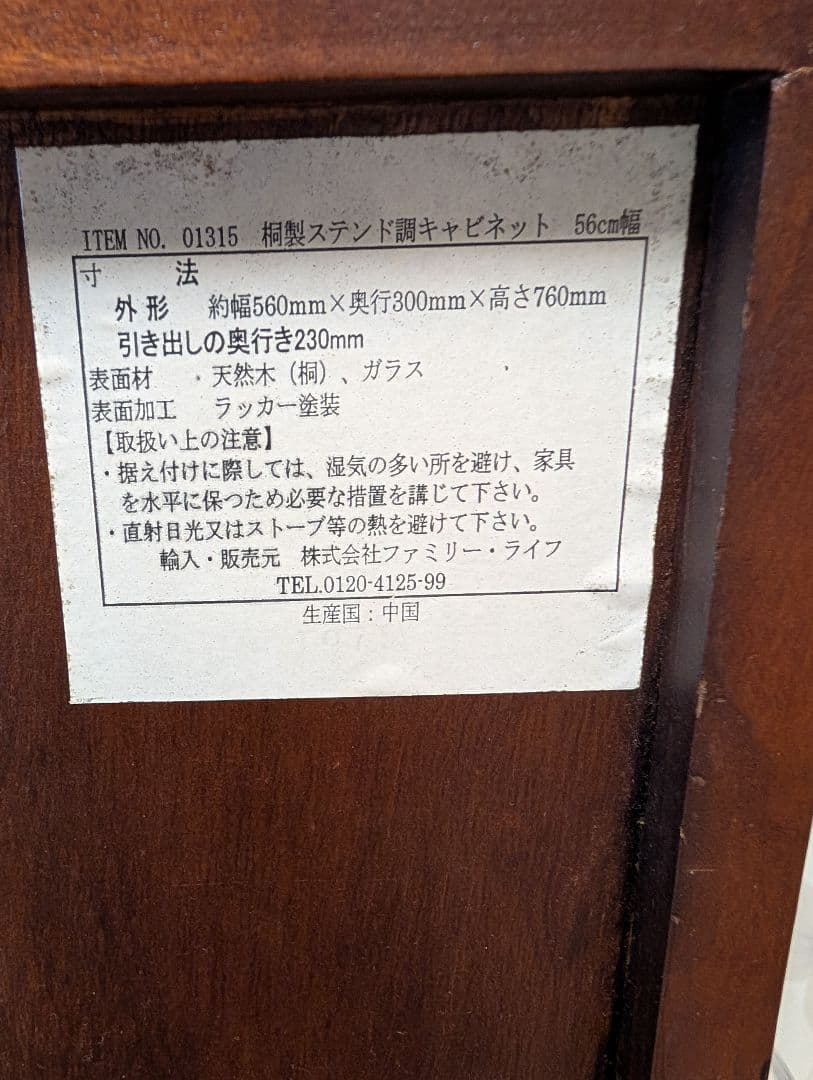 ITEM NO. 01315 桐製ステンド調キャビネット 56cm幅
寸 法
外形 約幅560mm×奥行300mm×高さ760mm
引き出しの奥行き230mm
表面材 ・天然木（桐）、ガラス
表面加工 ラッカー塗装
【取扱い上の注意】
・据え付けに際しては、湿気の多い所を避け、家具
を水平に保つため必要な措置を講じて下さい。
・直射日光又はストーブ等の熱を避けて下さい。
輸入・販売元 株式会社ファミリー・ライフ
TEL.0120-4125-99
生産国：中国